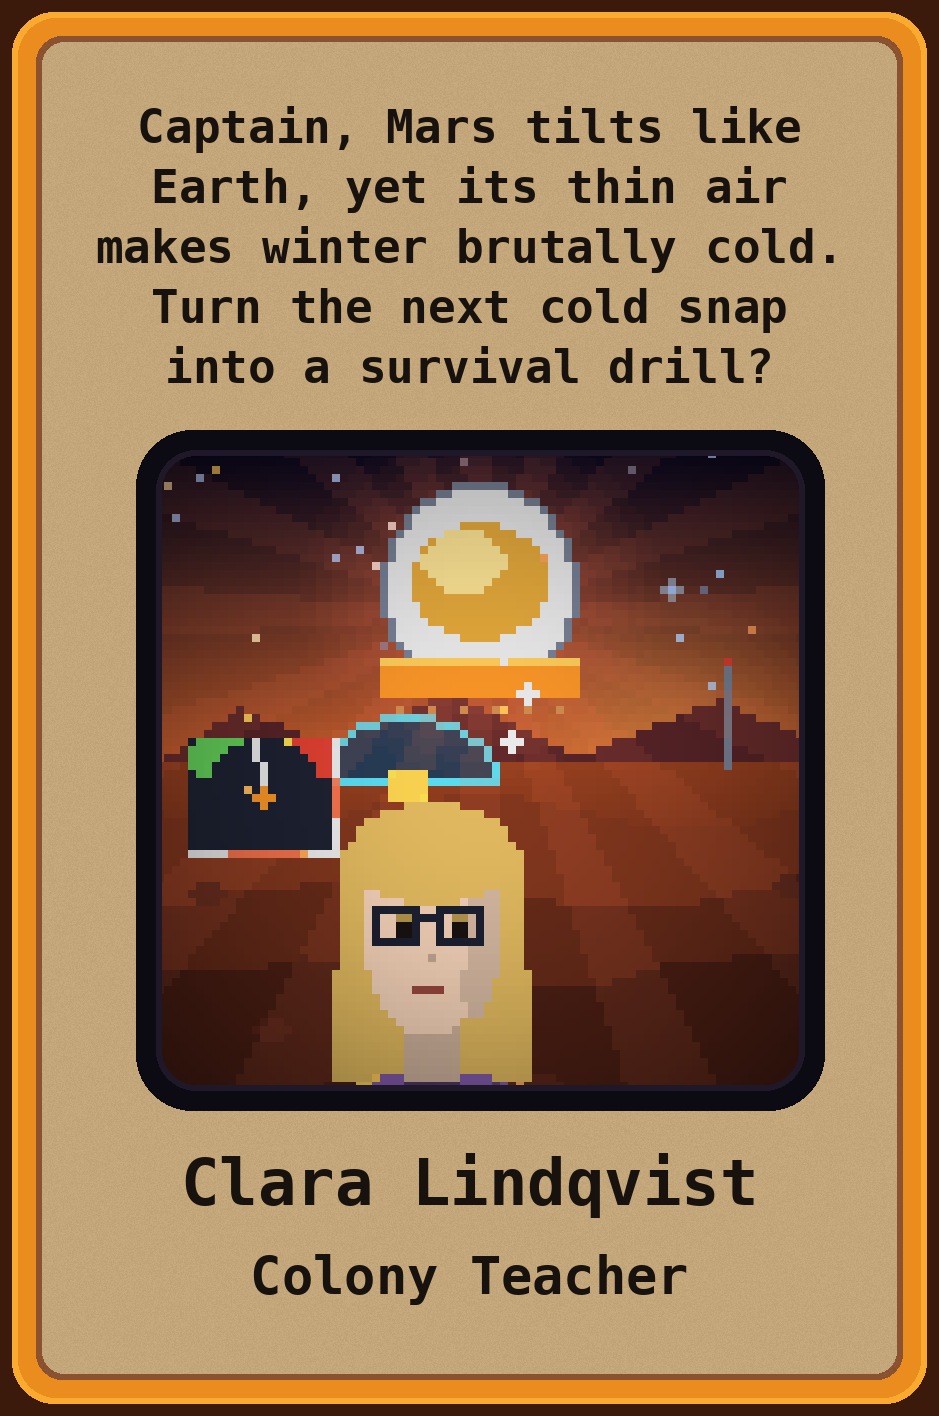 Captain, Mars tilts like
Earth, yet its thin air
makes winter brutally cold.
Turn the next cold snap
into a survival drill?
Clara Lindqvist
Colony Teacher